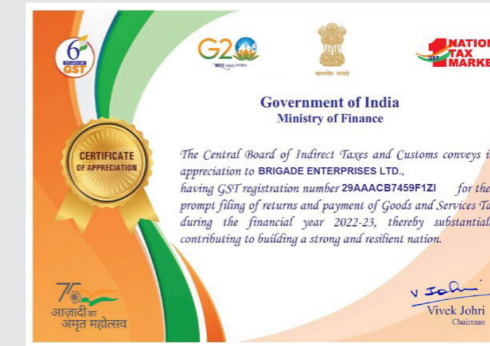 6
GST
G20
सत्यमेव जयते
1
NATION
TAX
MARKE
Government of India
Ministry of Finance
CERTIFICATE
OF APPRECIATION
The Central Board of Indirect Taxes and Customs conveys i
appreciation to BRIGADE ENTERPRISES LTD.,
having GST registration number 29AAACB7459F1ZI for the
prompt filing of returns and payment of Goods and Services Ta
during the financial year 2022-23, thereby substantial
contributing to building a strong and resilient nation.
75
आज़ादी का
अमृत महोत्सव
V Johri
Vivek Johri
Chairman